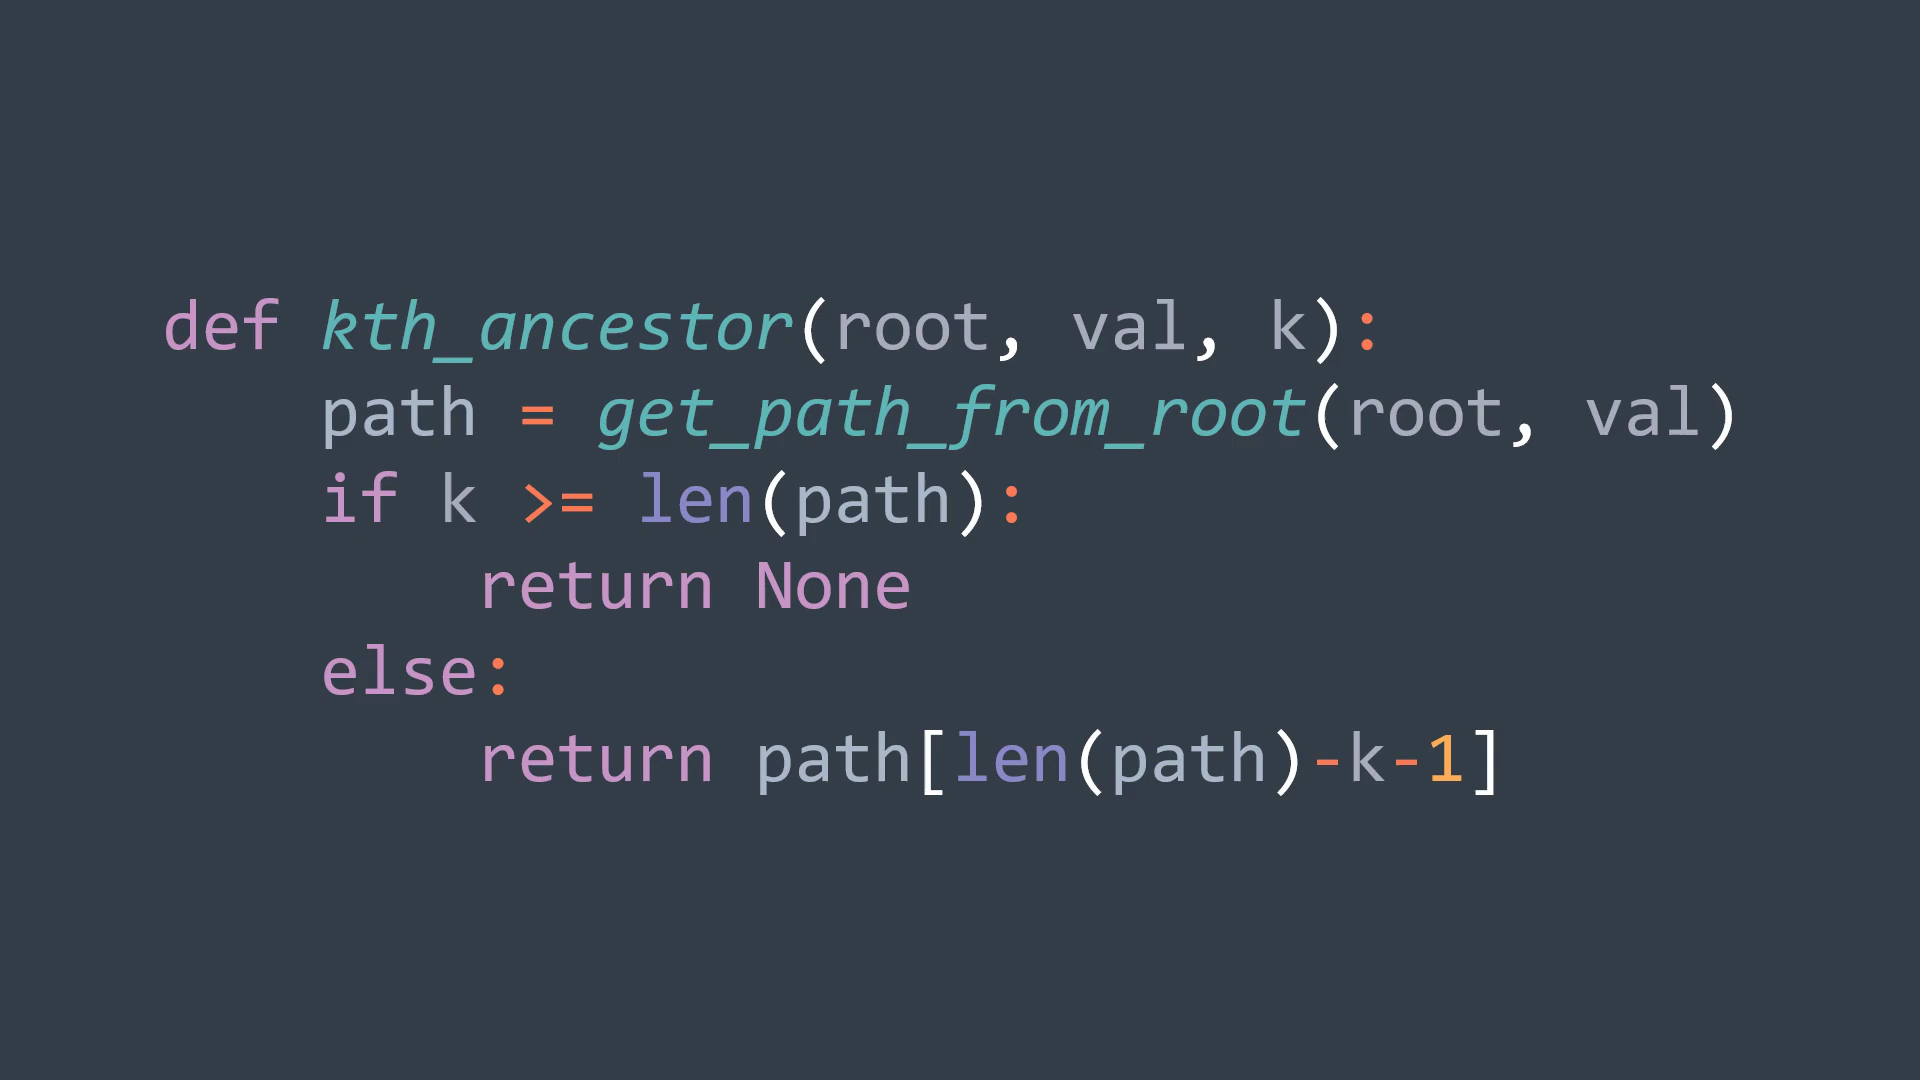 def kth_ancestor(root, val, k):
    path = get_path_from_root(root, val)
    if k >= len(path):
        return None
    else:
        return path[len(path)-k-1]